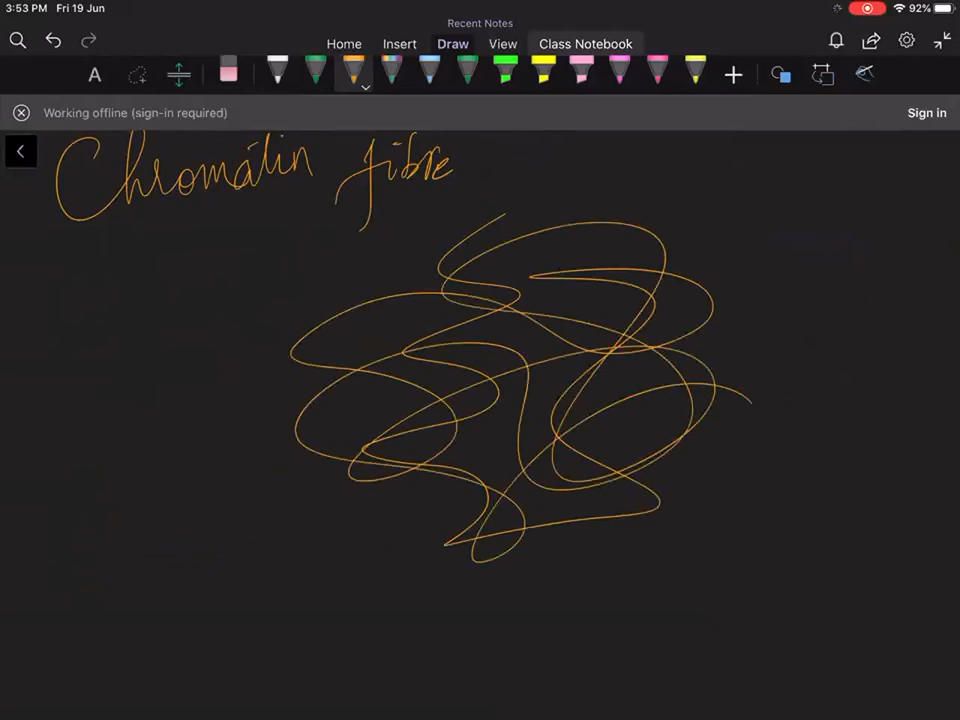 3:53 PM Fri 19 Jun
92%
Recent Notes
Home Insert Draw View Class Notebook
A
Working offline (sign-in required)
Sign in
Chromatin fibre